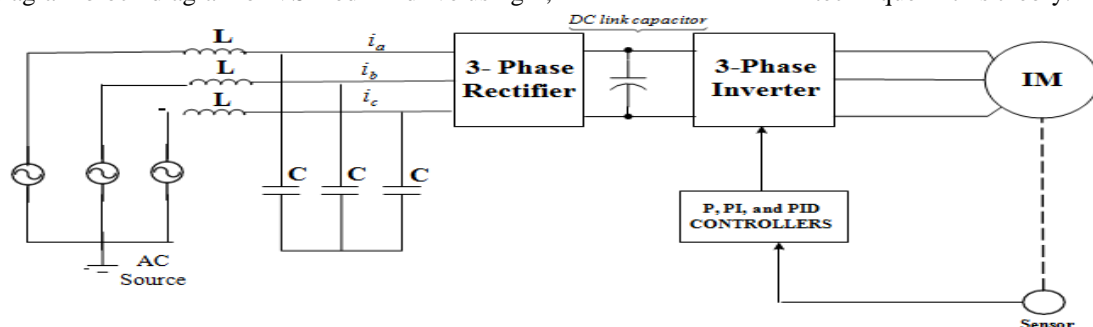 DC link capacitor
L
L
L
i_a
i_b
i_c
3- Phase
Rectifier
3-Phase
Inverter
IM
C
C
C
P, PI, and PID
CONTROLLERS
AC
Source
Sensor